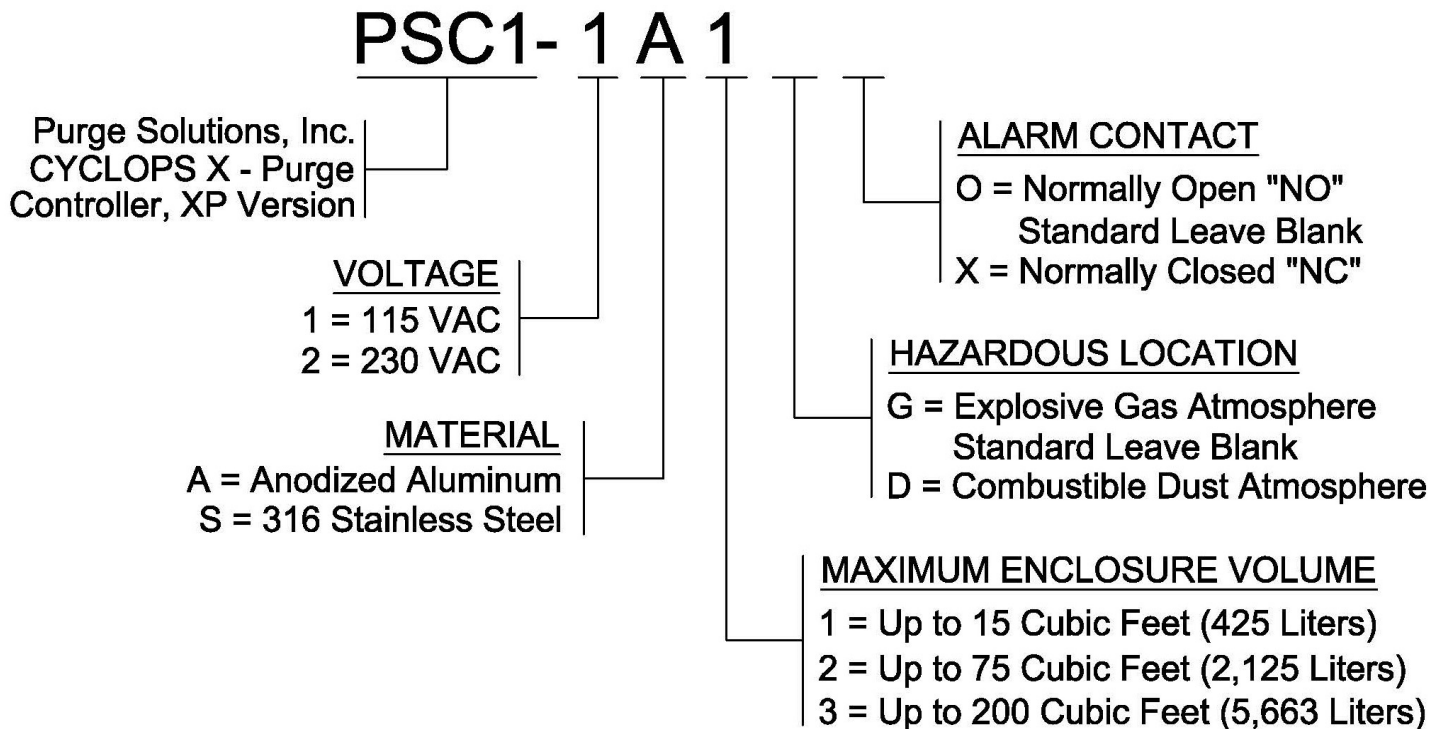 PSC1- 1 A 1
Purge Solutions, Inc.
CYCLOPS X - Purge
Controller, XP Version
VOLTAGE
1 = 115 VAC
2 = 230 VAC
MATERIAL
A = Anodized Aluminum
S = 316 Stainless Steel
ALARM CONTACT
O = Normally Open "NO"
Standard Leave Blank
X = Normally Closed "NC"
HAZARDOUS LOCATION
G = Explosive Gas Atmosphere
Standard Leave Blank
D = Combustible Dust Atmosphere
MAXIMUM ENCLOSURE VOLUME
1 = Up to 15 Cubic Feet (425 Liters)
2 = Up to 75 Cubic Feet (2,125 Liters)
3 = Up to 200 Cubic Feet (5,663 Liters)